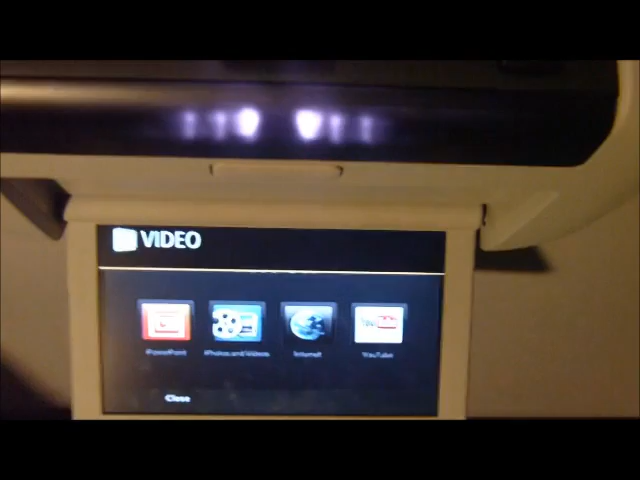 VIDEO
PowerPoint
Photos and Videos
Internet
YouTube
Close